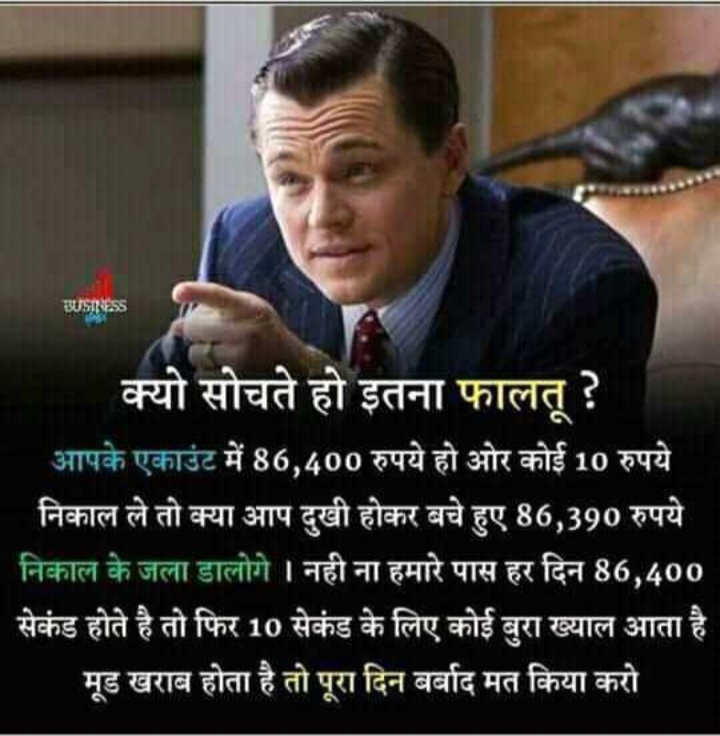 BUSINESS
क्यो सोचते हो इतना फालतू ?
आपके एकाउंट में 86,400 रुपये हो ओर कोई 10 रुपये
निकाल ले तो क्या आप दुखी होकर बचे हुए 86,390 रुपये
निकाल के जला डालोगे । नही ना हमारे पास हर दिन 86,400
सेकंड होते है तो फिर 10 सेकंड के लिए कोई बुरा ख्याल आता है
मूड खराब होता है तो पूरा दिन बर्बाद मत किया करो